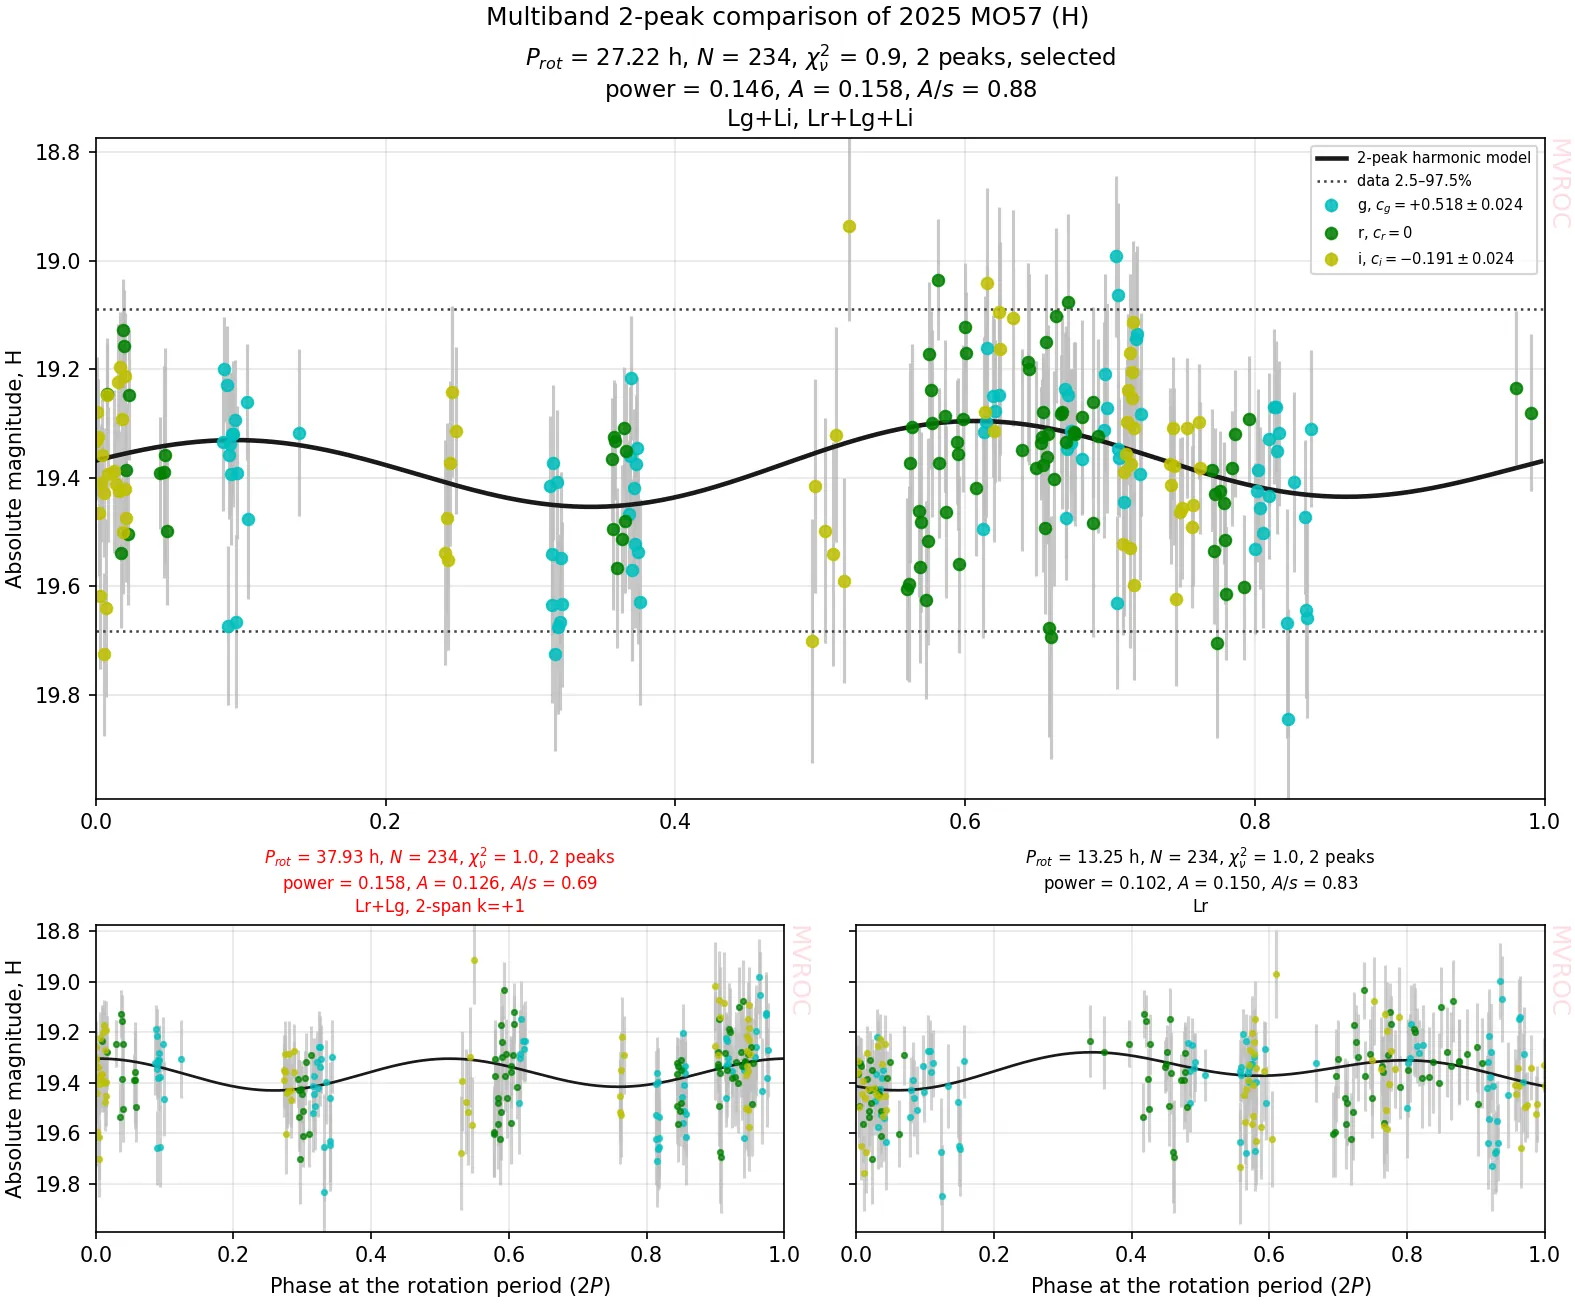 Multiband 2-peak comparison of 2025 MO57 (H)
P_rot = 27.22 h, N = 234, χ²_ν = 0.9, 2 peaks, selected
power = 0.146, A = 0.158, A/s = 0.88
Lg+Li, Lr+Lg+Li
18.8
19.0
19.2
19.4
19.6
19.8
Absolute magnitude, H
2-peak harmonic model
data 2.5–97.5%
g, c_g = +0.518 ± 0.024
r, c_r = 0
i, c_i = −0.191 ± 0.024
MVROC
0.0 0.2 0.4 0.6 0.8 1.0
P_rot = 37.93 h, N = 234, χ²_ν = 1.0, 2 peaks
power = 0.158, A = 0.126, A/s = 0.69
Lr+Lg, 2-span k=+1
18.8
19.0
19.2
19.4
19.6
19.8
Absolute magnitude, H
MVROC
0.0 0.2 0.4 0.6 0.8 1.0
Phase at the rotation period (2P)
P_rot = 13.25 h, N = 234, χ²_ν = 1.0, 2 peaks
power = 0.102, A = 0.150, A/s = 0.83
Lr
MVROC
0.0 0.2 0.4 0.6 0.8 1.0
Phase at the rotation period (2P)